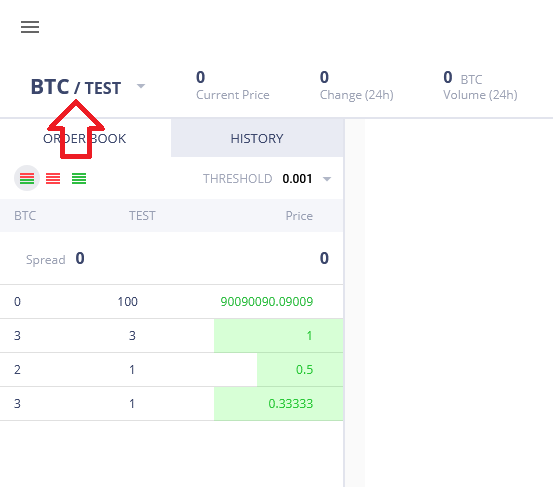 BTC / TEST
0 0 0 BTC
Current Price Change (24h) Volume (24h)
ORDER BOOK HISTORY
THRESHOLD 0.001
BTC TEST Price
Spread 0 0
0 100 90090090.09009
3 3 1
2 1 0.5
3 1 0.33333